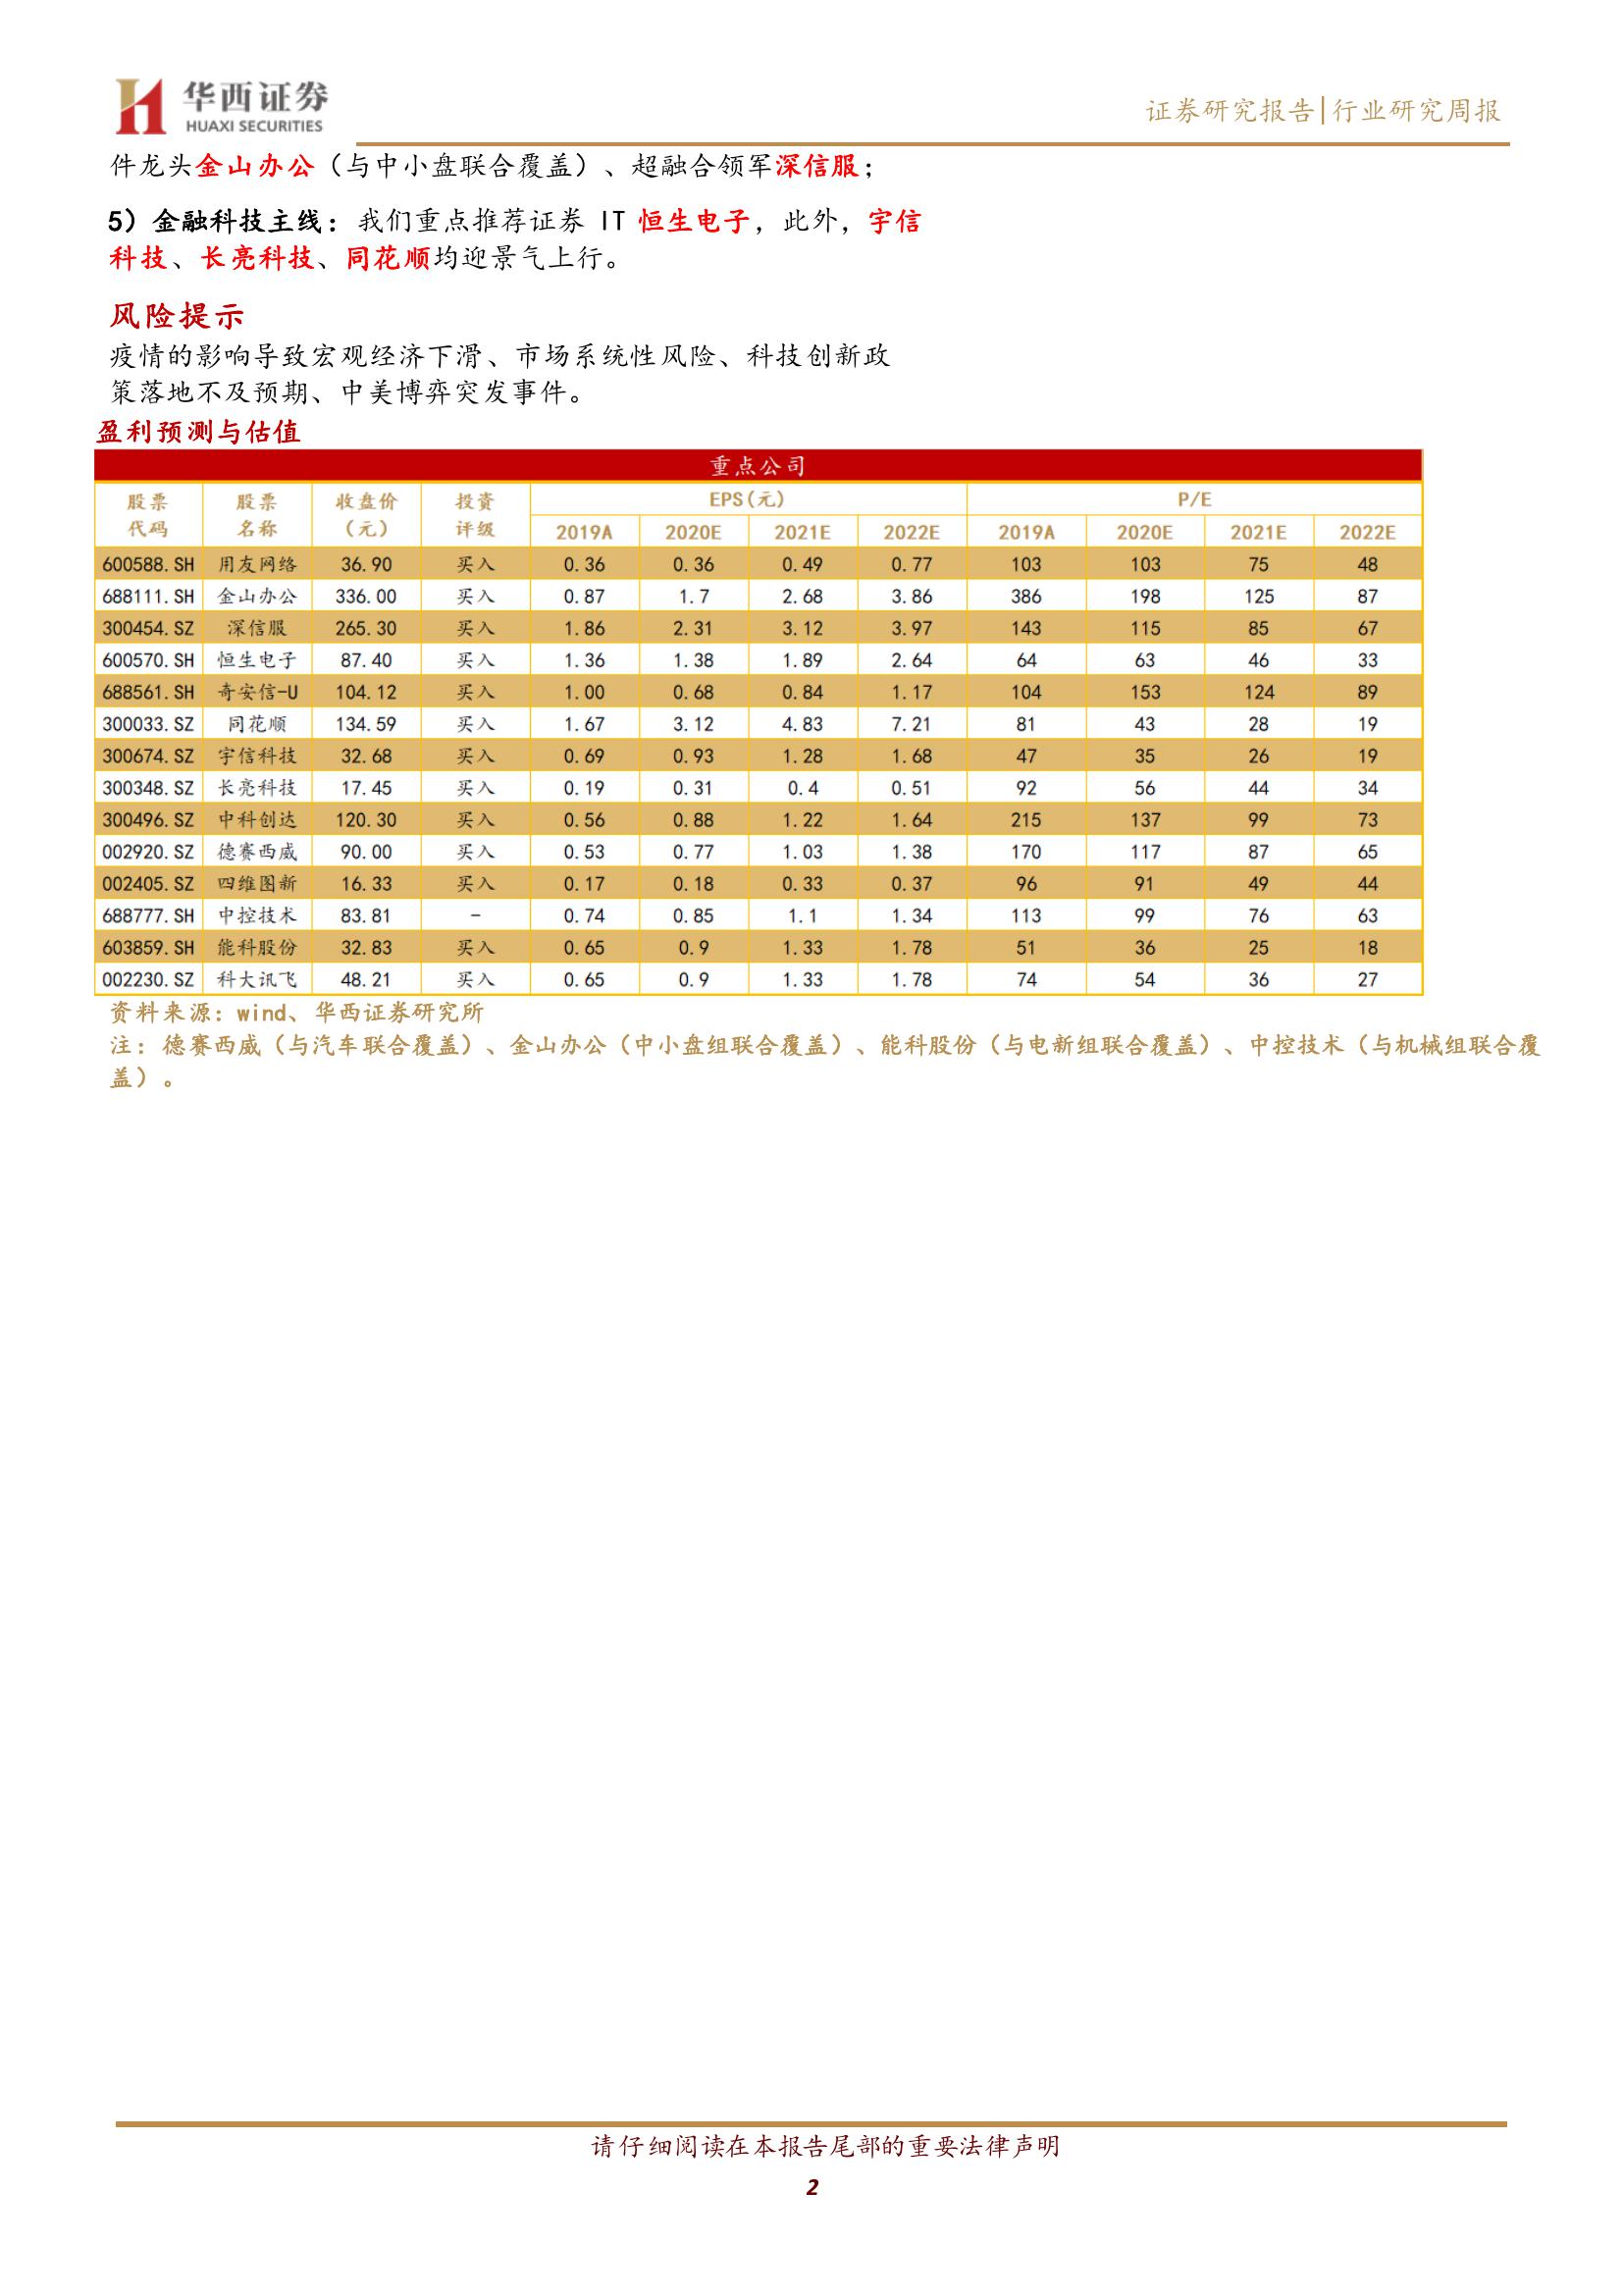 华西证券
HUAXI SECURITIES
证券研究报告|行业研究周报
件龙头金山办公（与中小盘联合覆盖）、超融合领军深信服；
5）金融科技主线：我们重点推荐证券 IT 恒生电子，此外，宇信
科技、长亮科技、同花顺均迎景气上行。
风险提示
疫情的影响导致宏观经济下滑、市场系统性风险、科技创新政
策落地不及预期、中美博弈突发事件。
盈利预测与估值
重点公司
股票代码 股票名称 收盘价（元） 投资评级 EPS(元) P/E
2019A 2020E 2021E 2022E 2019A 2020E 2021E 2022E
600588.SH 用友网络 36.90 买入 0.36 0.36 0.49 0.77 103 103 75 48
688111.SH 金山办公 336.00 买入 0.87 1.7 2.68 3.86 386 198 125 87
300454.SZ 深信服 265.30 买入 1.86 2.31 3.12 3.97 143 115 85 67
600570.SH 恒生电子 87.40 买入 1.36 1.38 1.89 2.64 64 63 46 33
688561.SH 奇安信-U 104.12 买入 1.00 0.68 0.84 1.17 104 153 124 89
300033.SZ 同花顺 134.59 买入 1.67 3.12 4.83 7.21 81 43 28 19
300674.SZ 宇信科技 32.68 买入 0.69 0.93 1.28 1.68 47 35 26 19
300348.SZ 长亮科技 17.45 买入 0.19 0.31 0.4 0.51 92 56 44 34
300496.SZ 中科创达 120.30 买入 0.56 0.88 1.22 1.64 215 137 99 73
002920.SZ 德赛西威 90.00 买入 0.53 0.77 1.03 1.38 170 117 87 65
002405.SZ 四维图新 16.33 买入 0.17 0.18 0.33 0.37 96 91 49 44
688777.SH 中控技术 83.81 - 0.74 0.85 1.1 1.34 113 99 76 63
603859.SH 能科股份 32.83 买入 0.65 0.9 1.33 1.78 51 36 25 18
002230.SZ 科大讯飞 48.21 买入 0.65 0.9 1.33 1.78 74 54 36 27
资料来源：wind、华西证券研究所
注：德赛西威（与汽车联合覆盖）、金山办公（中小盘组联合覆盖）、能科股份（与电新组联合覆盖）、中控技术（与机械组联合覆
盖）。
请仔细阅读在本报告尾部的重要法律声明
2